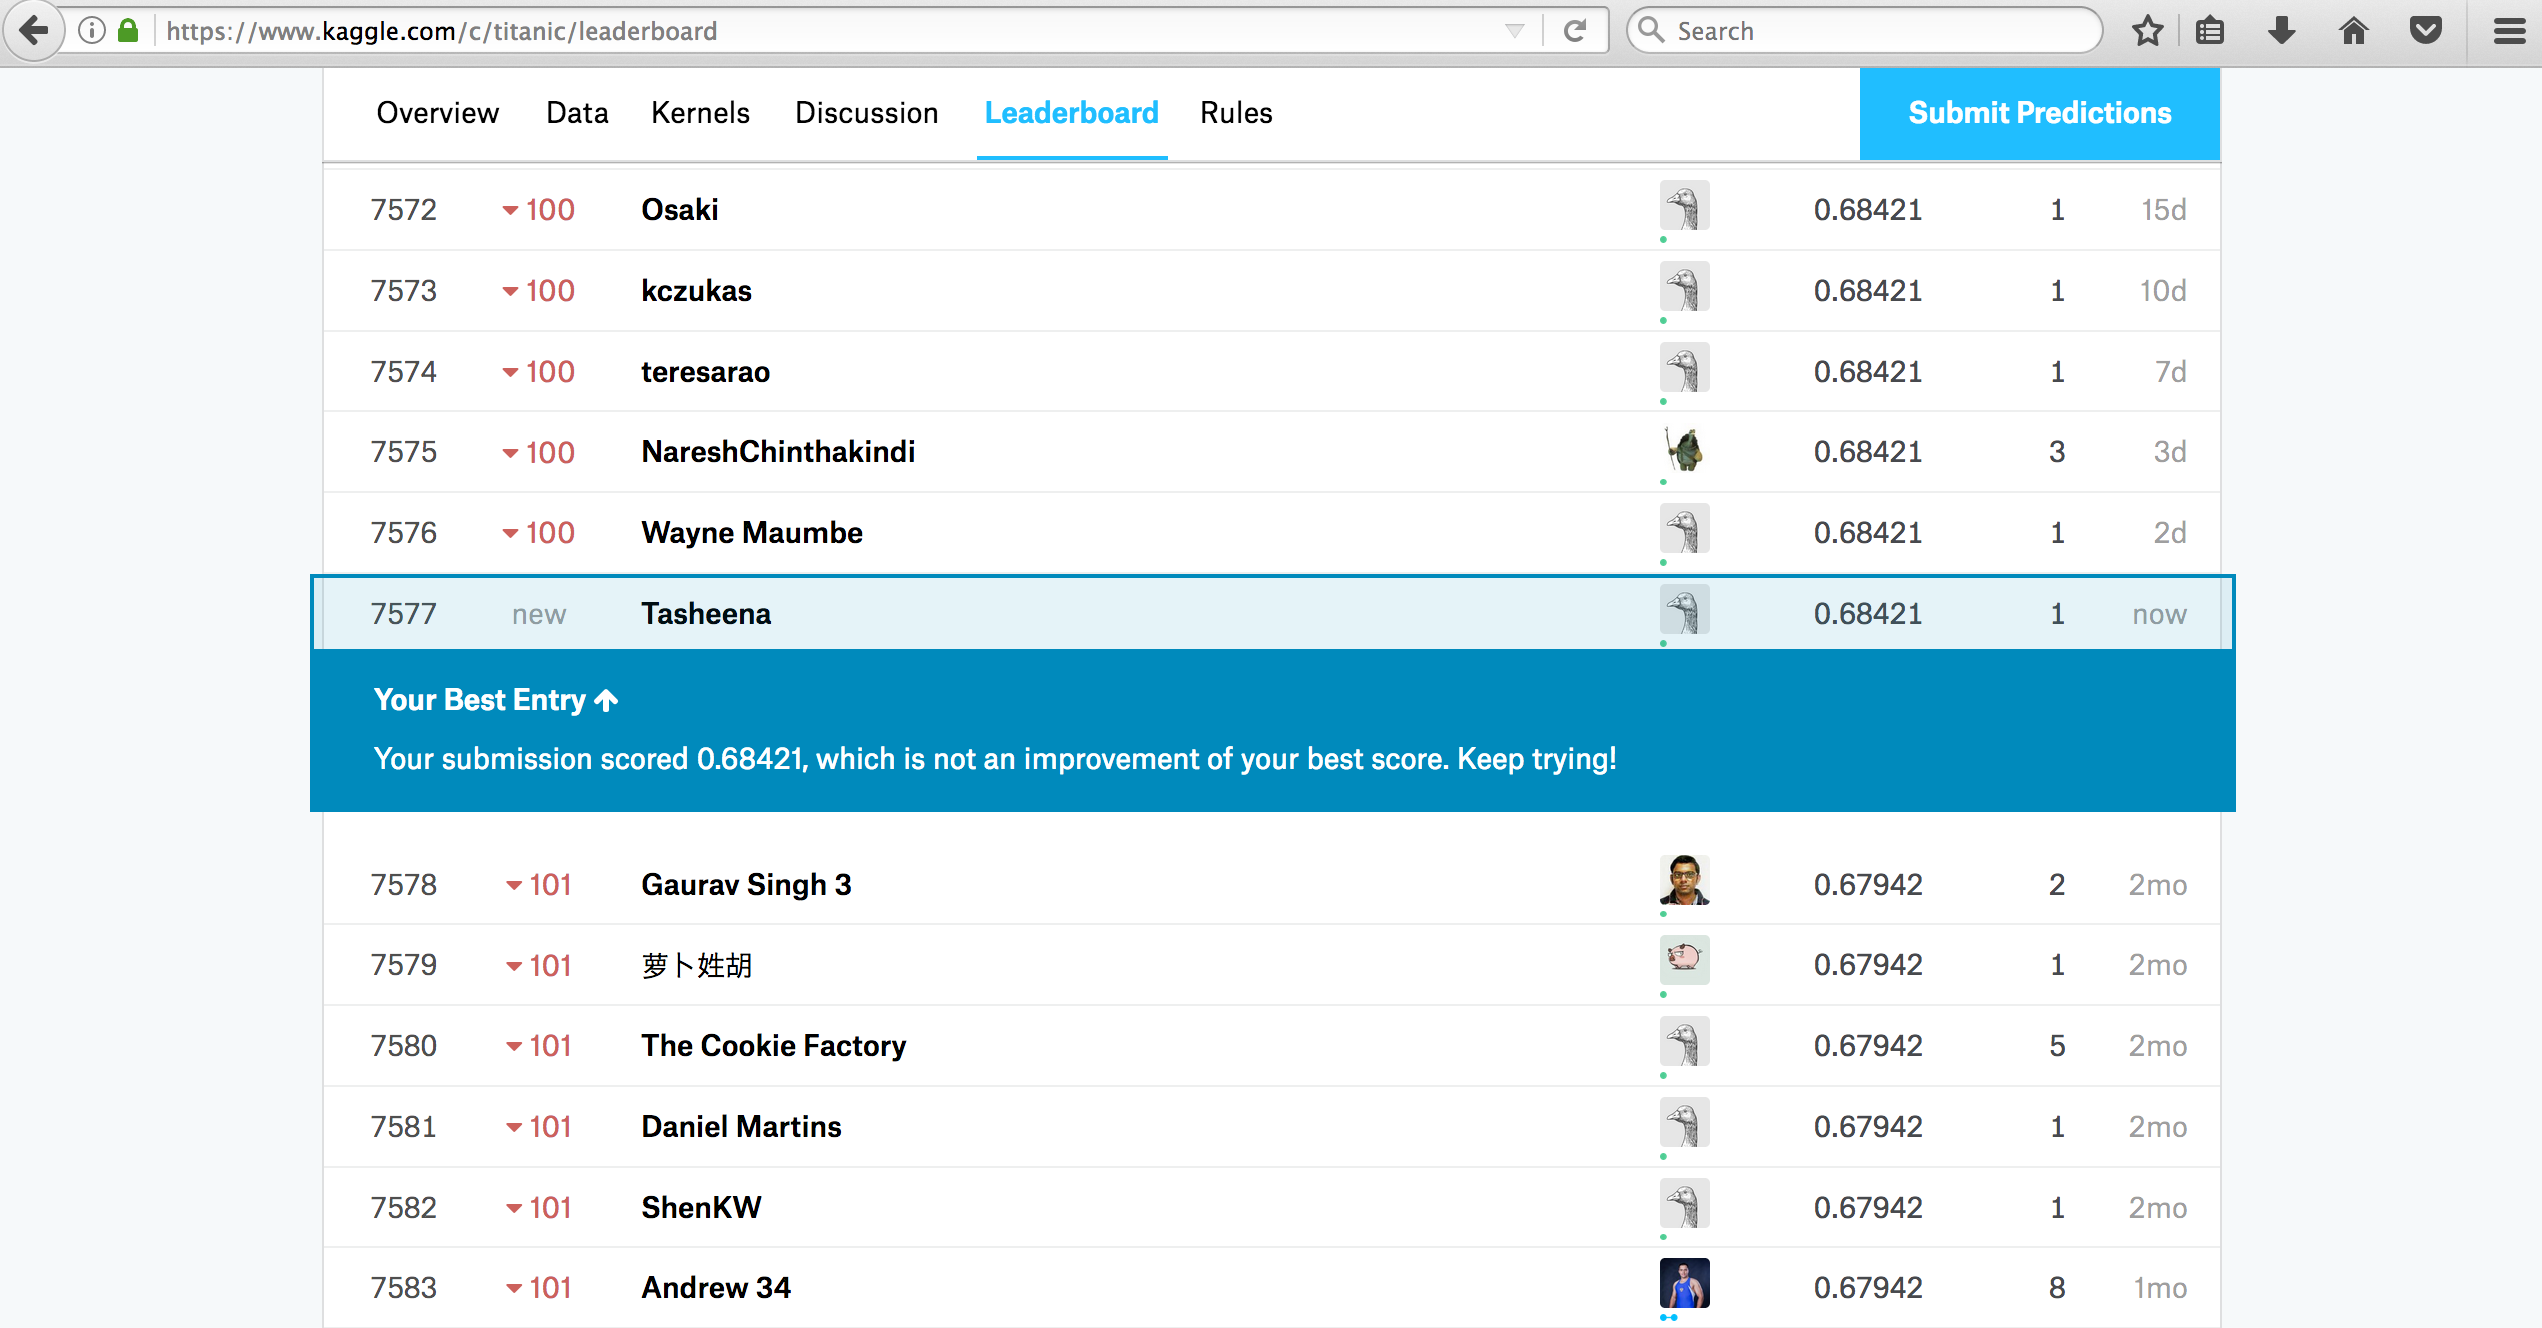 https://www.kaggle.com/c/titanic/leaderboard
Search
Overview Data Kernels Discussion Leaderboard Rules Submit Predictions
7572 100 Osaki 0.68421 1 15d
7573 100 kczukas 0.68421 1 10d
7574 100 teresarao 0.68421 1 7d
7575 100 NareshChinthakindi 0.68421 3 3d
7576 100 Wayne Maumbe 0.68421 1 2d
7577 new Tasheena 0.68421 1 now
Your Best Entry
Your submission scored 0.68421, which is not an improvement of your best score. Keep trying!
7578 101 Gaurav Singh 3 0.67942 2 2mo
7579 101 萝卜姓胡 0.67942 1 2mo
7580 101 The Cookie Factory 0.67942 5 2mo
7581 101 Daniel Martins 0.67942 1 2mo
7582 101 ShenKW 0.67942 1 2mo
7583 101 Andrew 34 0.67942 8 1mo